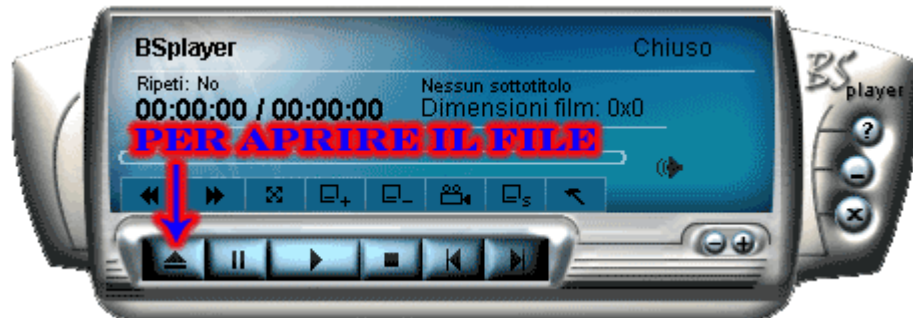 BSplayer Chiuso
BS
player
Ripeti: No Nessun sottotitolo
00:00:00 / 00:00:00 Dimensioni film: 0x0
PER APRIRE IL FILE
S